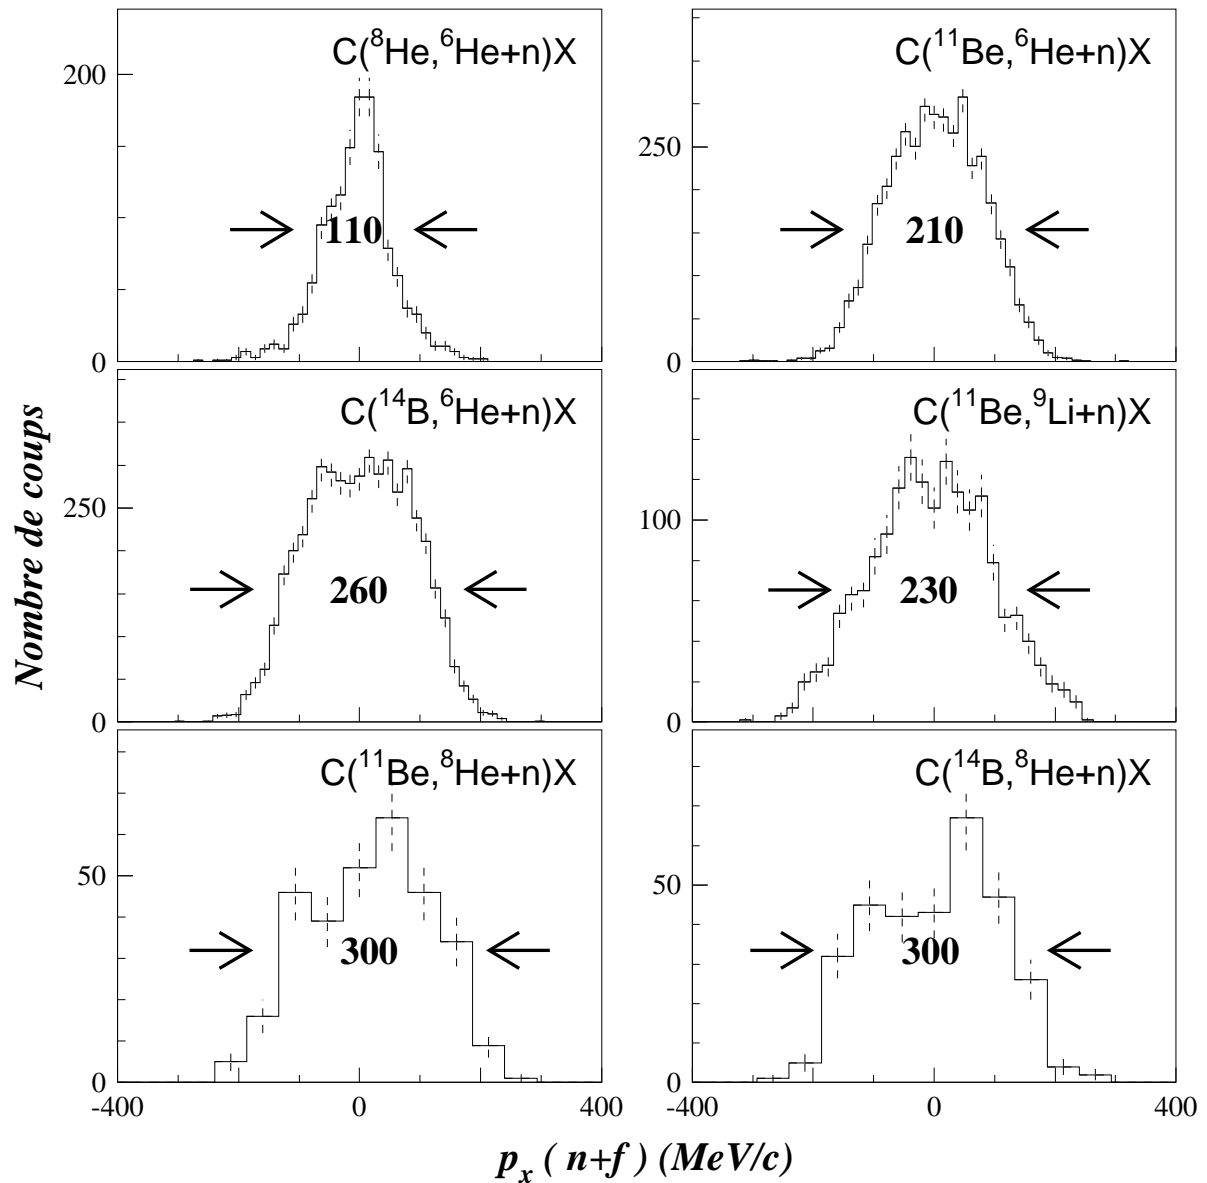 Nombre de coups
C(⁸He,⁶He+n)X
200
110
0
C(¹¹Be,⁶He+n)X
250
210
0
C(¹⁴B,⁶He+n)X
250
260
0
C(¹¹Be,⁹Li+n)X
100
230
0
C(¹¹Be,⁸He+n)X
50
300
0
-400 0 400
C(¹⁴B,⁸He+n)X
50
300
0
-400 0 400
pₓ ( n+f ) (MeV/c)